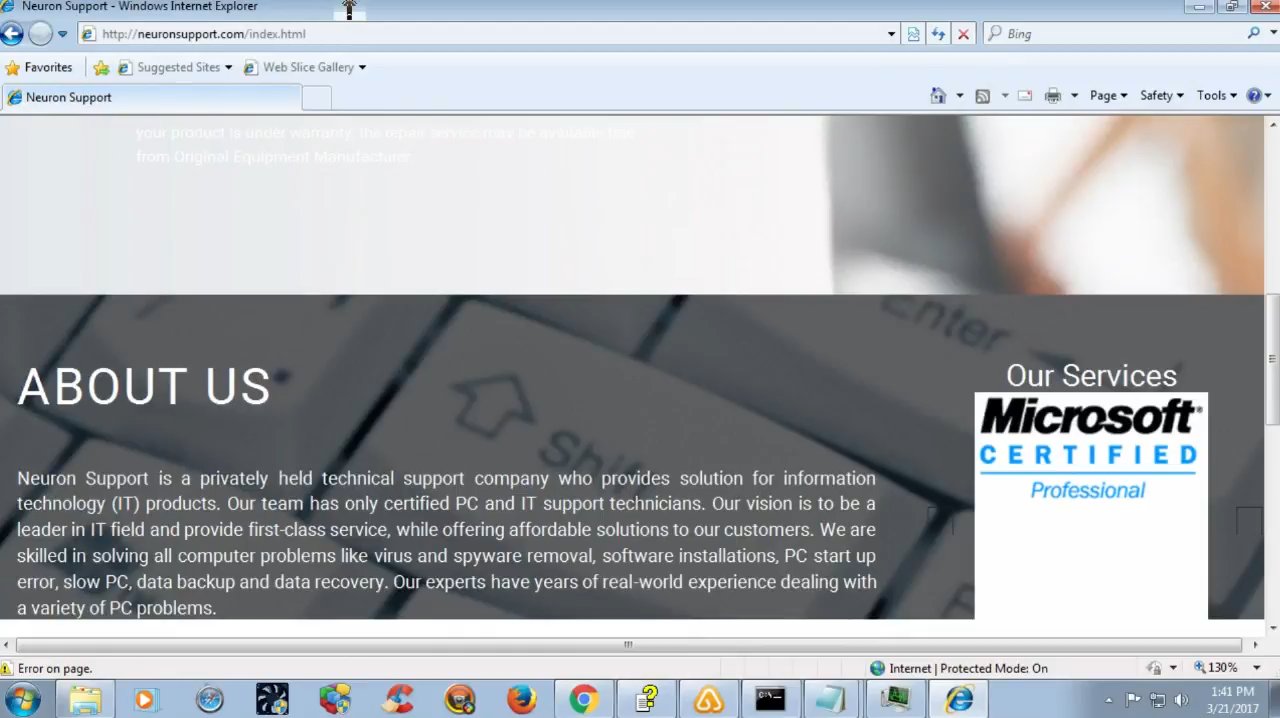 Neuron Support - Windows Internet Explorer
http://neuronsupport.com/index.html
Bing
Favorites
Suggested Sites
Web Slice Gallery
Neuron Support
Page
Safety
Tools
your product is under warranty, the repair service may be available that
from Original Equipment Manufacturer.
Enter
Shift
ABOUT US
Our Services
Microsoft
CERTIFIED
Professional
Neuron Support is a privately held technical support company who provides solution for information
technology (IT) products. Our team has only certified PC and IT support technicians. Our vision is to be a
leader in IT field and provide first-class service, while offering affordable solutions to our customers. We are
skilled in solving all computer problems like virus and spyware removal, software installations, PC start up
error, slow PC, data backup and data recovery. Our experts have years of real-world experience dealing with
a variety of PC problems.
Error on page.
Internet | Protected Mode: On
130%
1:41 PM
3/21/2017